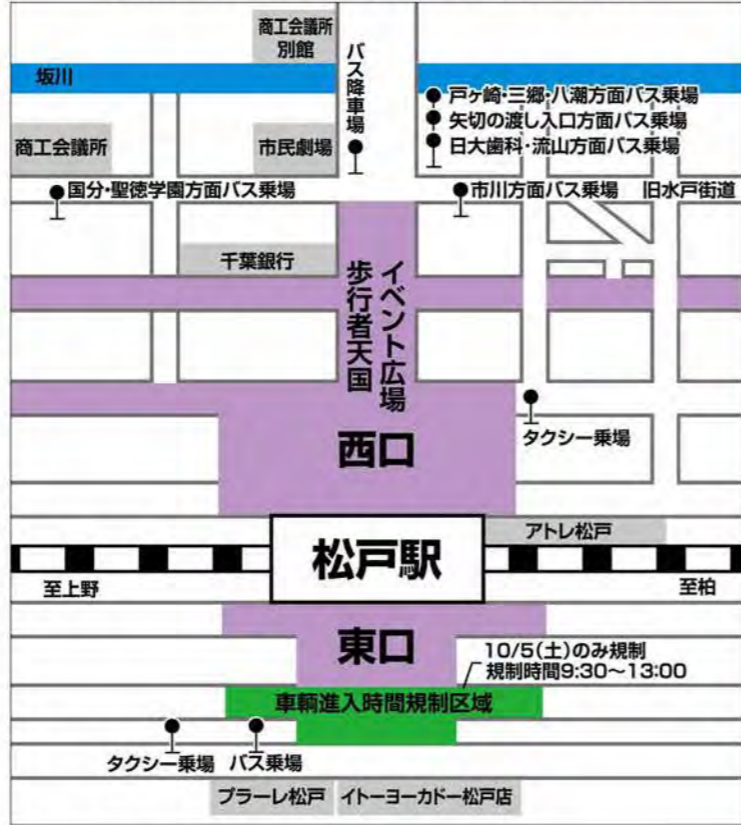 商工会議所
別館
バス降車場
坂川
戸ヶ崎・三郷・八潮方面バス乗場
矢切の渡し入口方面バス乗場
日大歯科・流山方面バス乗場
商工会議所
市民劇場
国分・聖徳学園方面バス乗場
市川方面バス乗場
旧水戸街道
千葉銀行
イベント広場
歩行者天国
西口
タクシー乗場
アトレ松戸
松戸駅
至上野
至柏
東口
10/5(土)のみ規制
規制時間9:30〜13:00
車輌進入時間規制区域
タクシー乗場
バス乗場
プラーレ松戸
イトーヨーカドー松戸店